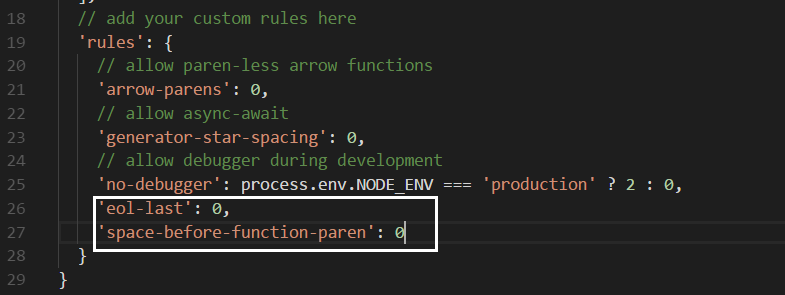 18 // add your custom rules here
19 'rules': {
20 // allow paren-less arrow functions
21 'arrow-parens': 0,
22 // allow async-await
23 'generator-star-spacing': 0,
24 // allow debugger during development
25 'no-debugger': process.env.NODE_ENV === 'production' ? 2 : 0,
26 'eol-last': 0,
27 'space-before-function-paren': 0
28 }
29 }